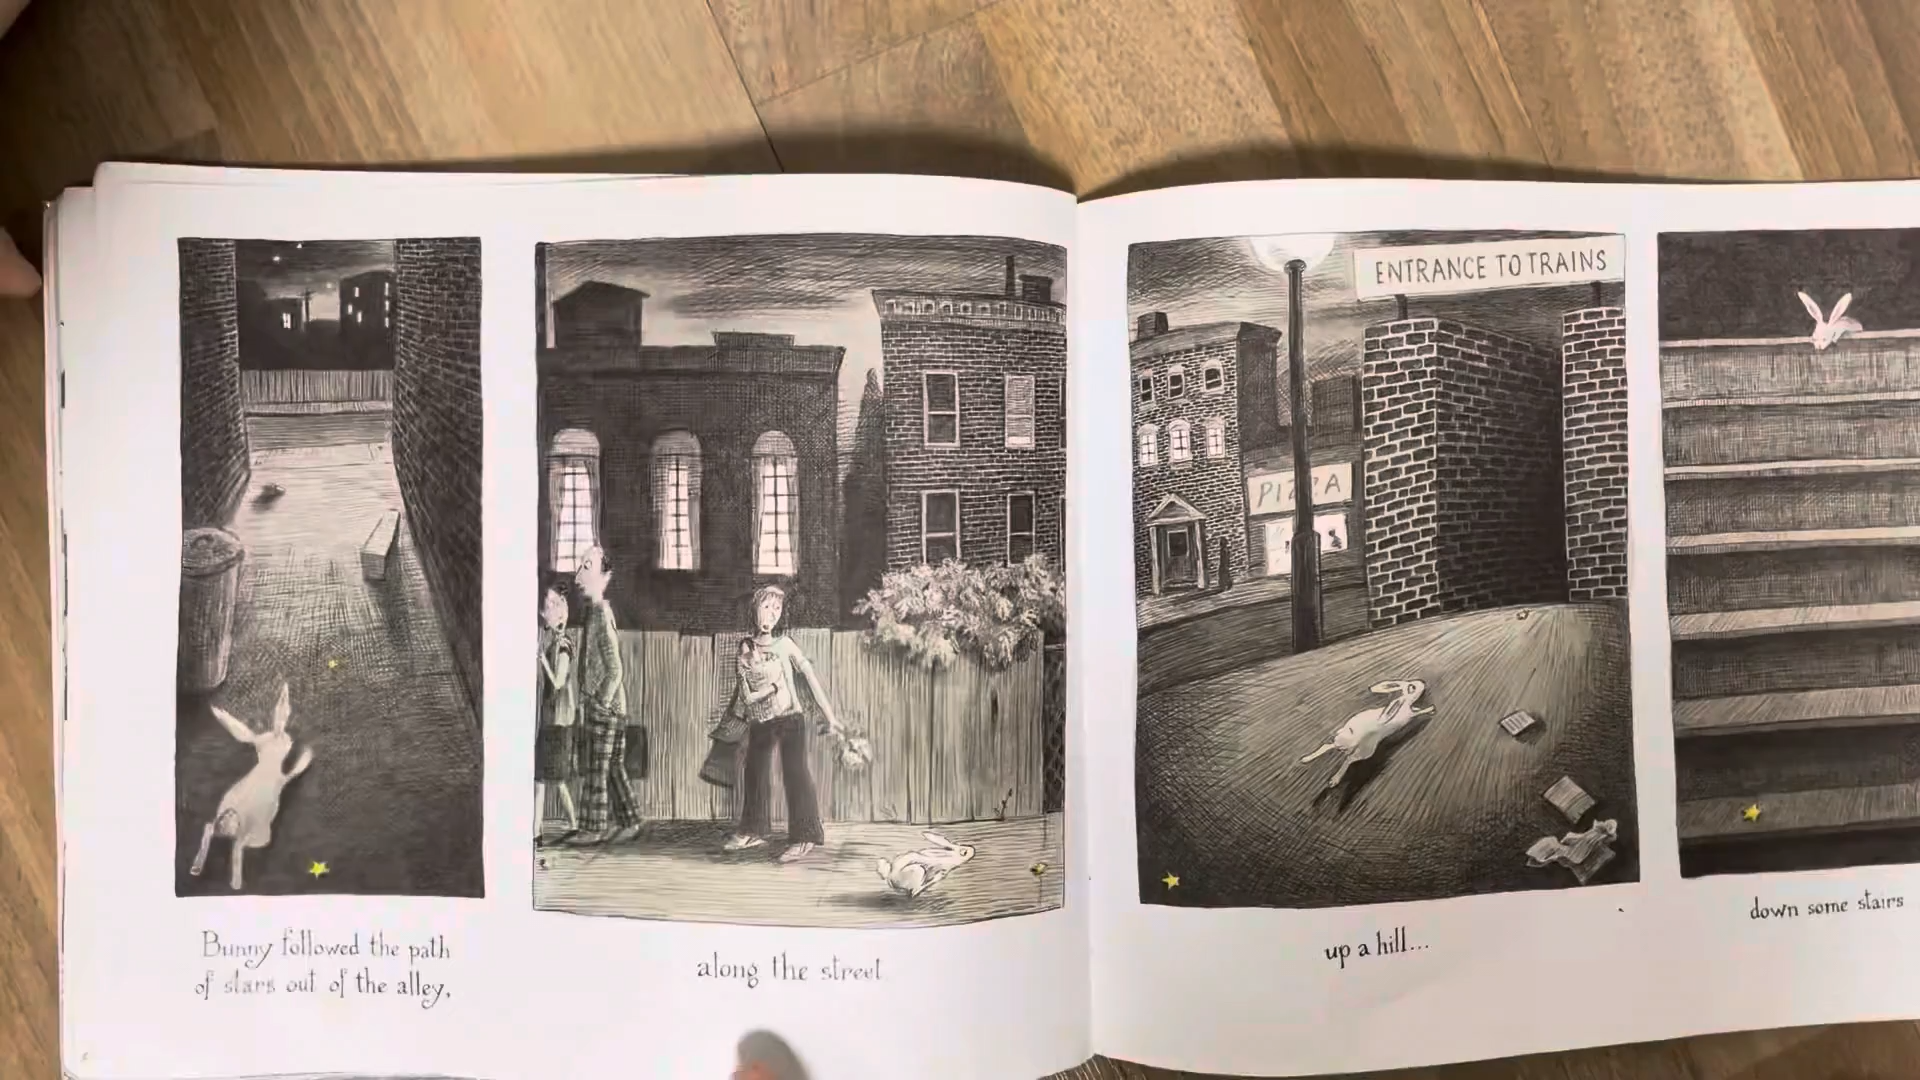 ENTRANCE TO TRAINS
PIZZA
Bunny followed the path
of stars out of the alley,
along the street
up a hill...
down some stairs